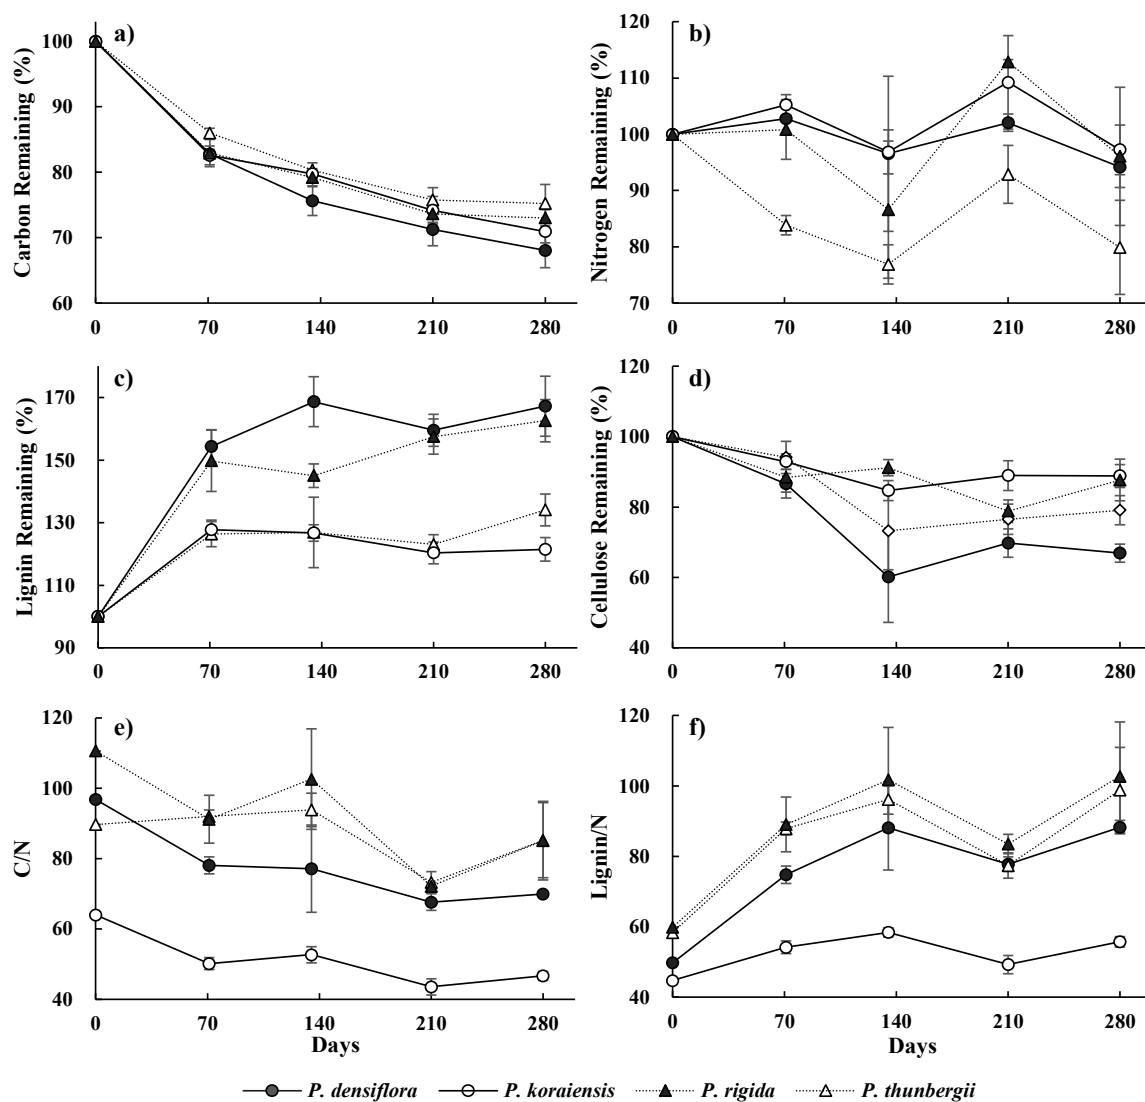 a)
Carbon Remaining (%)
100
90
80
70
60
0 70 140 210 280
b)
Nitrogen Remaining (%)
120
110
100
90
80
70
0 70 140 210 280
c)
Lignin Remaining (%)
170
150
130
110
90
0 70 140 210 280
d)
Cellulose Remaining (%)
120
100
80
60
40
0 70 140 210 280
e)
C/N
120
100
80
60
40
0 70 140 210 280
Days
f)
Lignin/N
120
100
80
60
40
0 70 140 210 280
Days
P. densiflora P. koraiensis P. rigida P. thunbergii